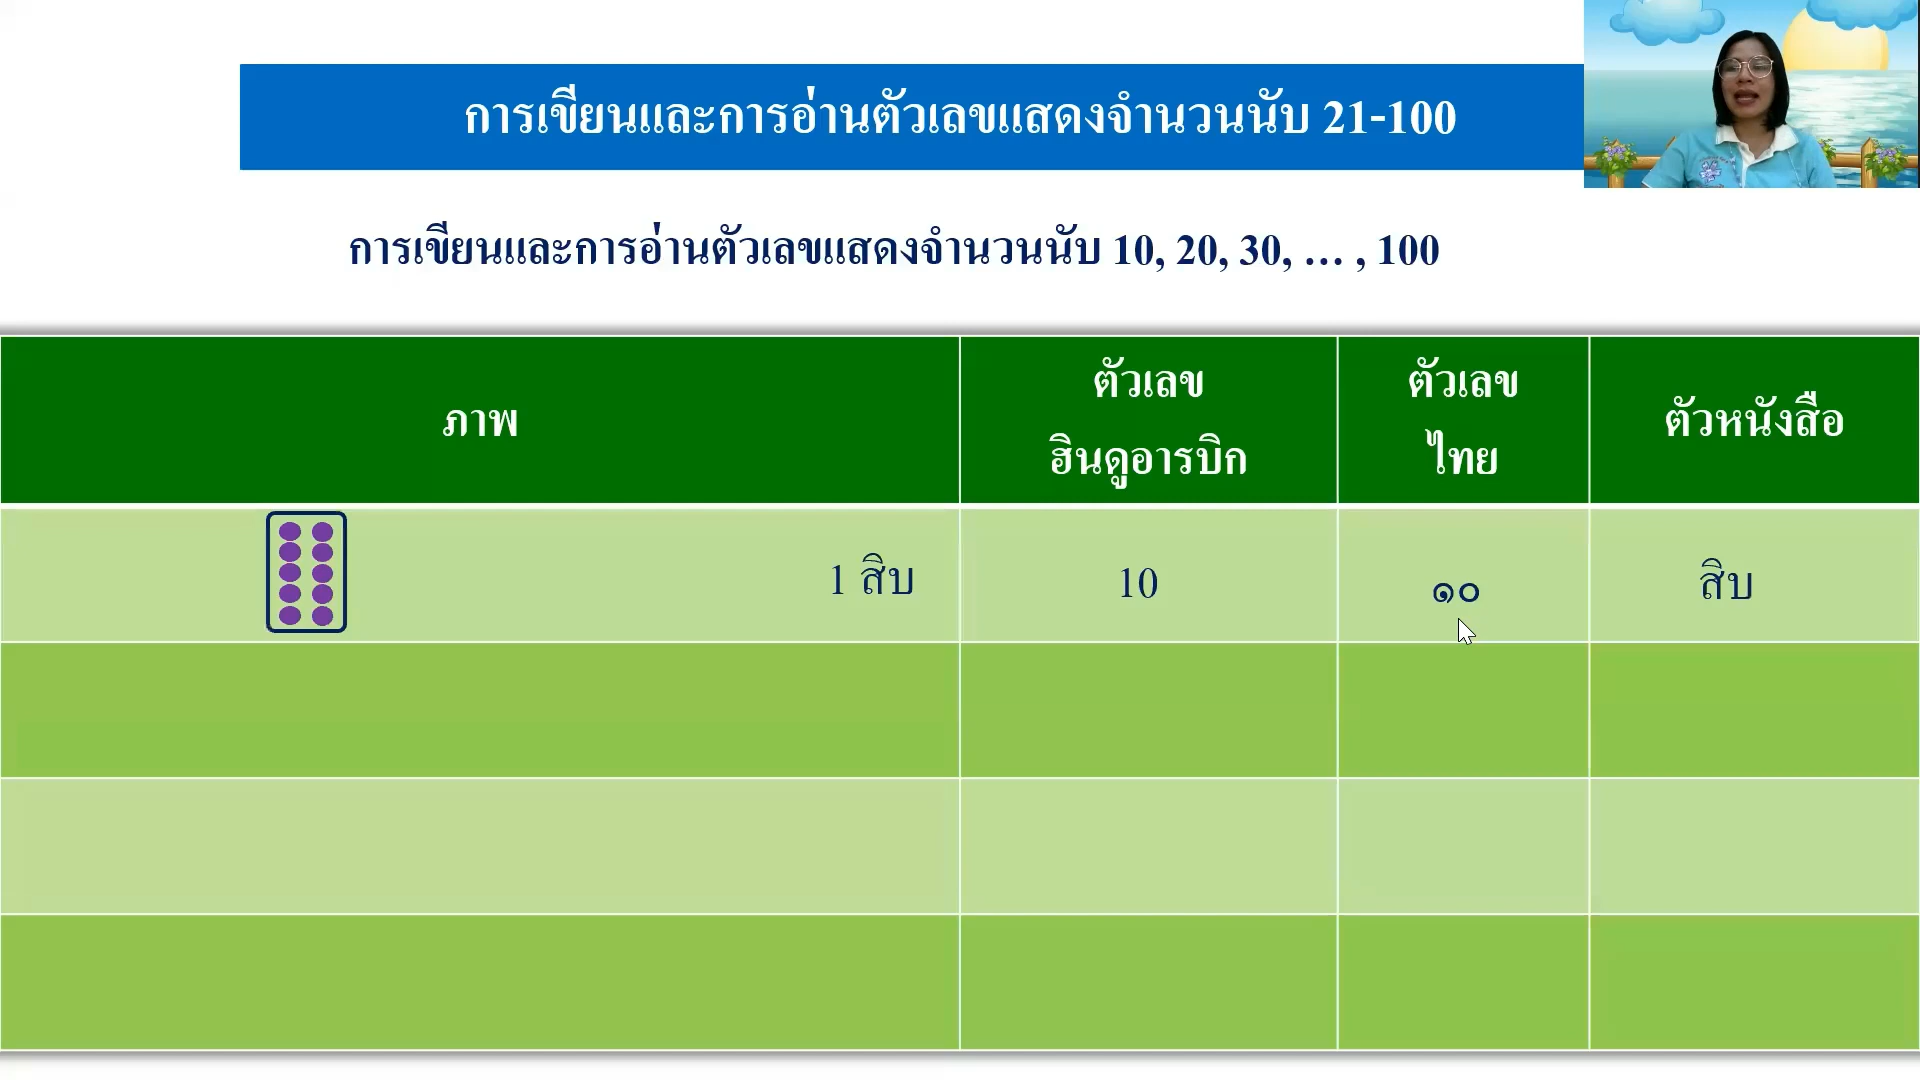 การเขียนและการอ่านตัวเลขแสดงจำนวนนับ 21-100
การเขียนและการอ่านตัวเลขแสดงจำนวนนับ 10, 20, 30, … , 100
ภาพ
ตัวเลข
ฮินดูอารบิก
ตัวเลข
ไทย
ตัวหนังสือ
1 สิบ
10
๑๐
สิบ